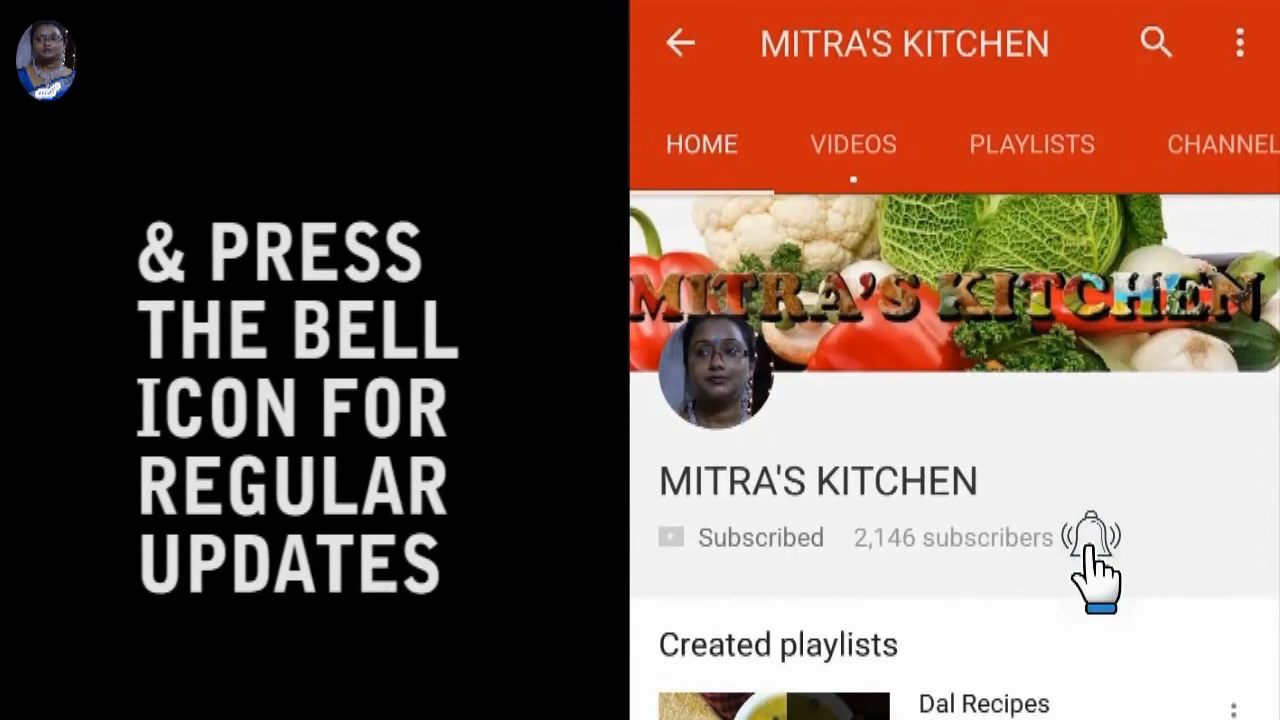 & PRESS
THE BELL
ICON FOR
REGULAR
UPDATES
MITRA'S KITCHEN
HOME VIDEOS PLAYLISTS CHANNEL
MITRA'S KITCHEN
MITRA'S KITCHEN
Subscribed 2,146 subscribers
Created playlists
Dal Recipes